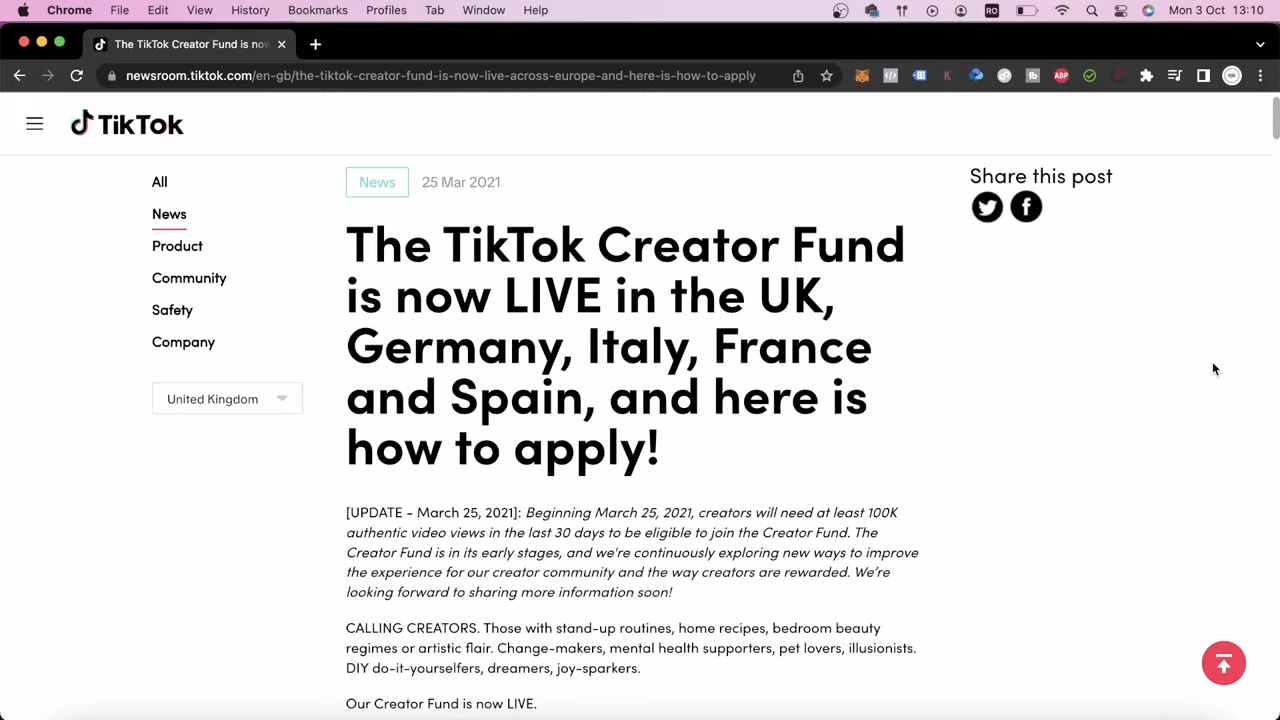 Chrome File Edit View History Bookmarks Profiles Tab Window Help RO Mon 3 Oct 13:10
The TikTok Creator Fund is now
newsroom.tiktok.com/en-gb/the-tiktok-creator-fund-is-now-live-across-europe-and-here-is-how-to-apply
TikTok
All
News
Product
Community
Safety
Company
United Kingdom
News 25 Mar 2021
The TikTok Creator Fund
is now LIVE in the UK,
Germany, Italy, France
and Spain, and here is
how to apply!
[UPDATE - March 25, 2021]: Beginning March 25, 2021, creators will need at least 100K
authentic video views in the last 30 days to be eligible to join the Creator Fund. The
Creator Fund is in its early stages, and we're continuously exploring new ways to improve
the experience for our creator community and the way creators are rewarded. We're
looking forward to sharing more information soon!
CALLING CREATORS. Those with stand-up routines, home recipes, bedroom beauty
regimes or artistic flair. Change-makers, mental health supporters, pet lovers, illusionists.
DIY do-it-yourselfers, dreamers, joy-sparkers.
Our Creator Fund is now LIVE.
Share this post